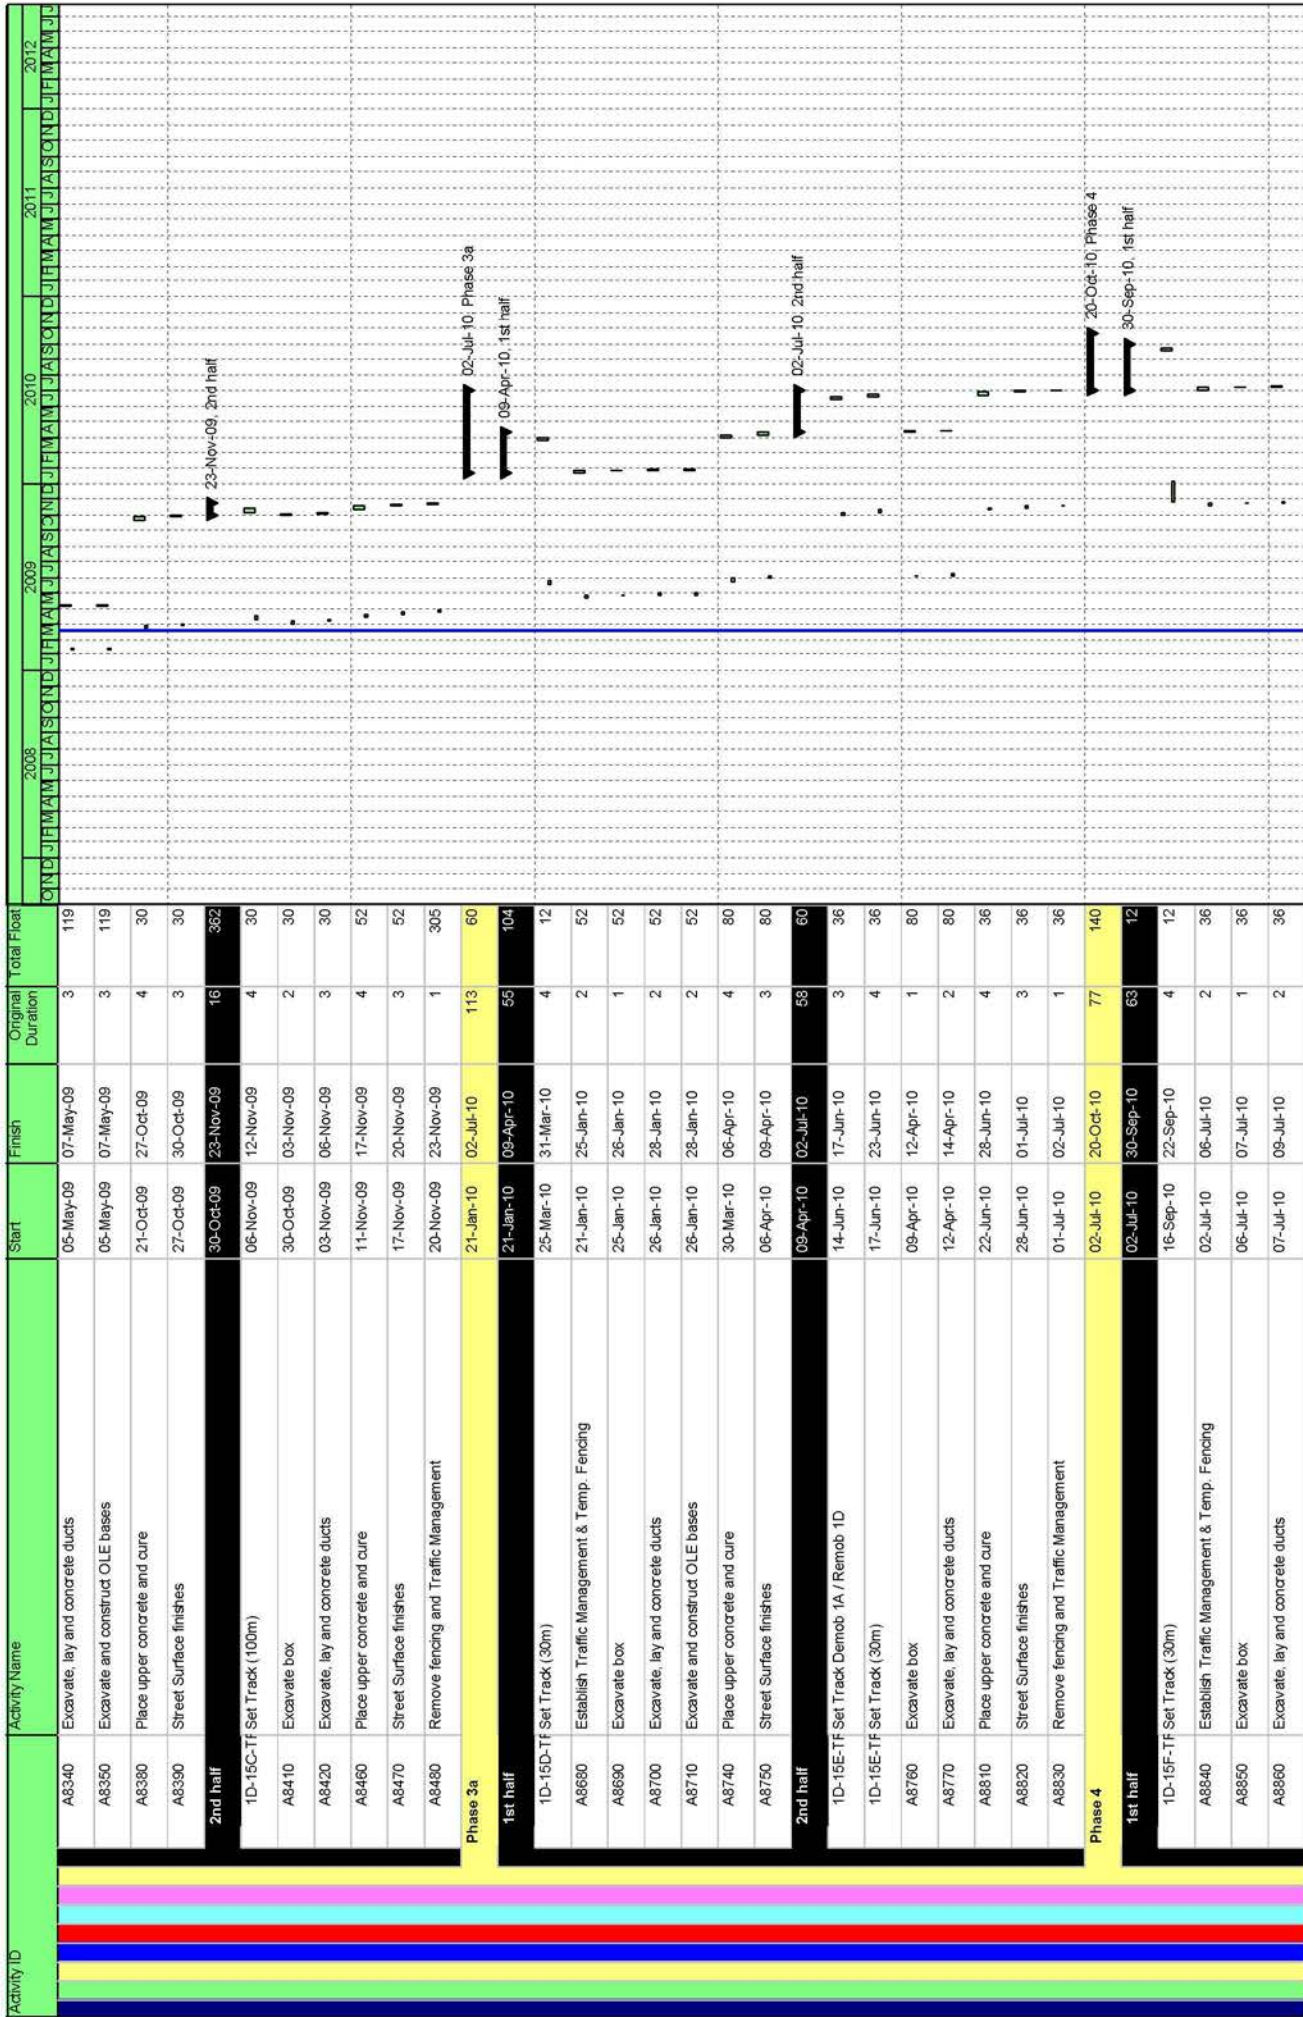 Activity ID Activity Name Start Finish Original Duration Total Float
2008 2009 2010 2011 2012
O N D J F M A M J J A S O N D J F M A M J J A S O N D J F M A M J J A S O N D J F M A M J J A S O N D J F M A M J J
A8340 Excavate, lay and concrete ducts 05-May-09 07-May-09 3 119
A8350 Excavate and construct OLE bases 05-May-09 07-May-09 3 119
A8380 Place upper concrete and cure 21-Oct-09 27-Oct-09 4 30
A8390 Street Surface finishes 27-Oct-09 30-Oct-09 3 30
2nd half 30-Oct-09 23-Nov-09 16 362 23-Nov-09, 2nd half
1D-15C-TF Set Track (100m) 06-Nov-09 12-Nov-09 4 30
A8410 Excavate box 30-Oct-09 03-Nov-09 2 30
A8420 Excavate, lay and concrete ducts 03-Nov-09 06-Nov-09 3 30
A8460 Place upper concrete and cure 11-Nov-09 17-Nov-09 4 52
A8470 Street Surface finishes 17-Nov-09 20-Nov-09 3 52
A8480 Remove fencing and Traffic Management 20-Nov-09 23-Nov-09 1 305
Phase 3a 21-Jan-10 02-Jul-10 113 60 02-Jul-10, Phase 3a
1st half 21-Jan-10 09-Apr-10 55 104 09-Apr-10, 1st half
1D-15D-TF Set Track (30m) 25-Mar-10 31-Mar-10 4 12
A8680 Establish Traffic Management & Temp. Fencing 21-Jan-10 25-Jan-10 2 52
A8690 Excavate box 25-Jan-10 26-Jan-10 1 52
A8700 Excavate, lay and concrete ducts 26-Jan-10 28-Jan-10 2 52
A8710 Excavate and construct OLE bases 26-Jan-10 28-Jan-10 2 52
A8740 Place upper concrete and cure 30-Mar-10 06-Apr-10 4 80
A8750 Street Surface finishes 06-Apr-10 09-Apr-10 3 80
2nd half 09-Apr-10 02-Jul-10 58 60 02-Jul-10, 2nd half
1D-15E-TF Set Track Demob 1A / Remob 1D 14-Jun-10 17-Jun-10 3 36
1D-15E-TF Set Track (30m) 17-Jun-10 23-Jun-10 4 36
A8760 Excavate box 09-Apr-10 12-Apr-10 1 80
A8770 Excavate, lay and concrete ducts 12-Apr-10 14-Apr-10 2 80
A8810 Place upper concrete and cure 22-Jun-10 28-Jun-10 4 36
A8820 Street Surface finishes 28-Jun-10 01-Jul-10 3 36
A8830 Remove fencing and Traffic Management 01-Jul-10 02-Jul-10 1 36
Phase 4 02-Jul-10 20-Oct-10 77 140 20-Oct-10, Phase 4
1st half 02-Jul-10 30-Sep-10 63 12 30-Sep-10, 1st half
1D-15F-TF Set Track (30m) 16-Sep-10 22-Sep-10 4 12
A8840 Establish Traffic Management & Temp. Fencing 02-Jul-10 06-Jul-10 2 36
A8850 Excavate box 06-Jul-10 07-Jul-10 1 36
A8860 Excavate, lay and concrete ducts 07-Jul-10 09-Jul-10 2 36